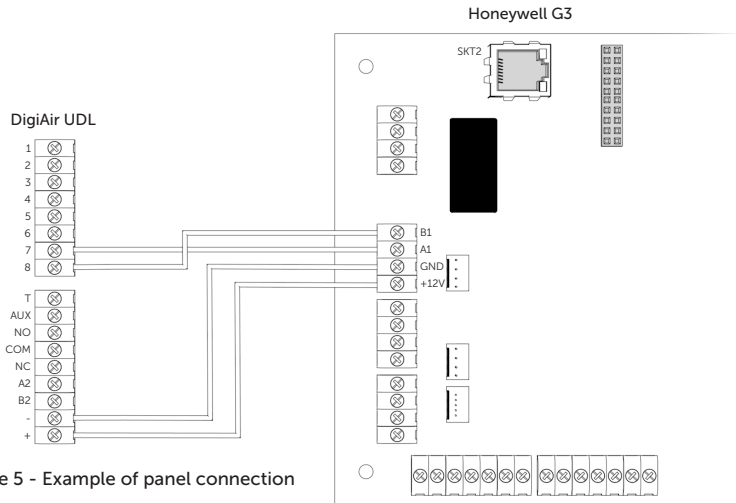 Honeywell G3
SKT2
DigiAir UDL
1
2
3
4
5
6
7
8
T
AUX
NO
COM
NC
A2
B2
-
+
B1
A1
GND
+12V
e 5 - Example of panel connection